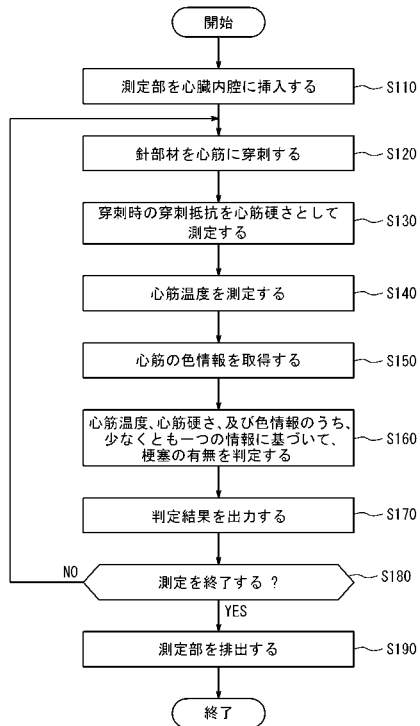 開始
測定部を心臓内腔に挿入する
S110
針部材を心筋に穿刺する
S120
穿刺時の穿刺抵抗を心筋硬さとして
測定する
S130
心筋温度を測定する
S140
心筋の色情報を取得する
S150
心筋温度、心筋硬さ、及び色情報のうち、
少なくとも一つの情報に基づいて、
梗塞の有無を判定する
S160
判定結果を出力する
S170
測定を終了する ?
S180
NO
YES
測定部を排出する
S190
終了